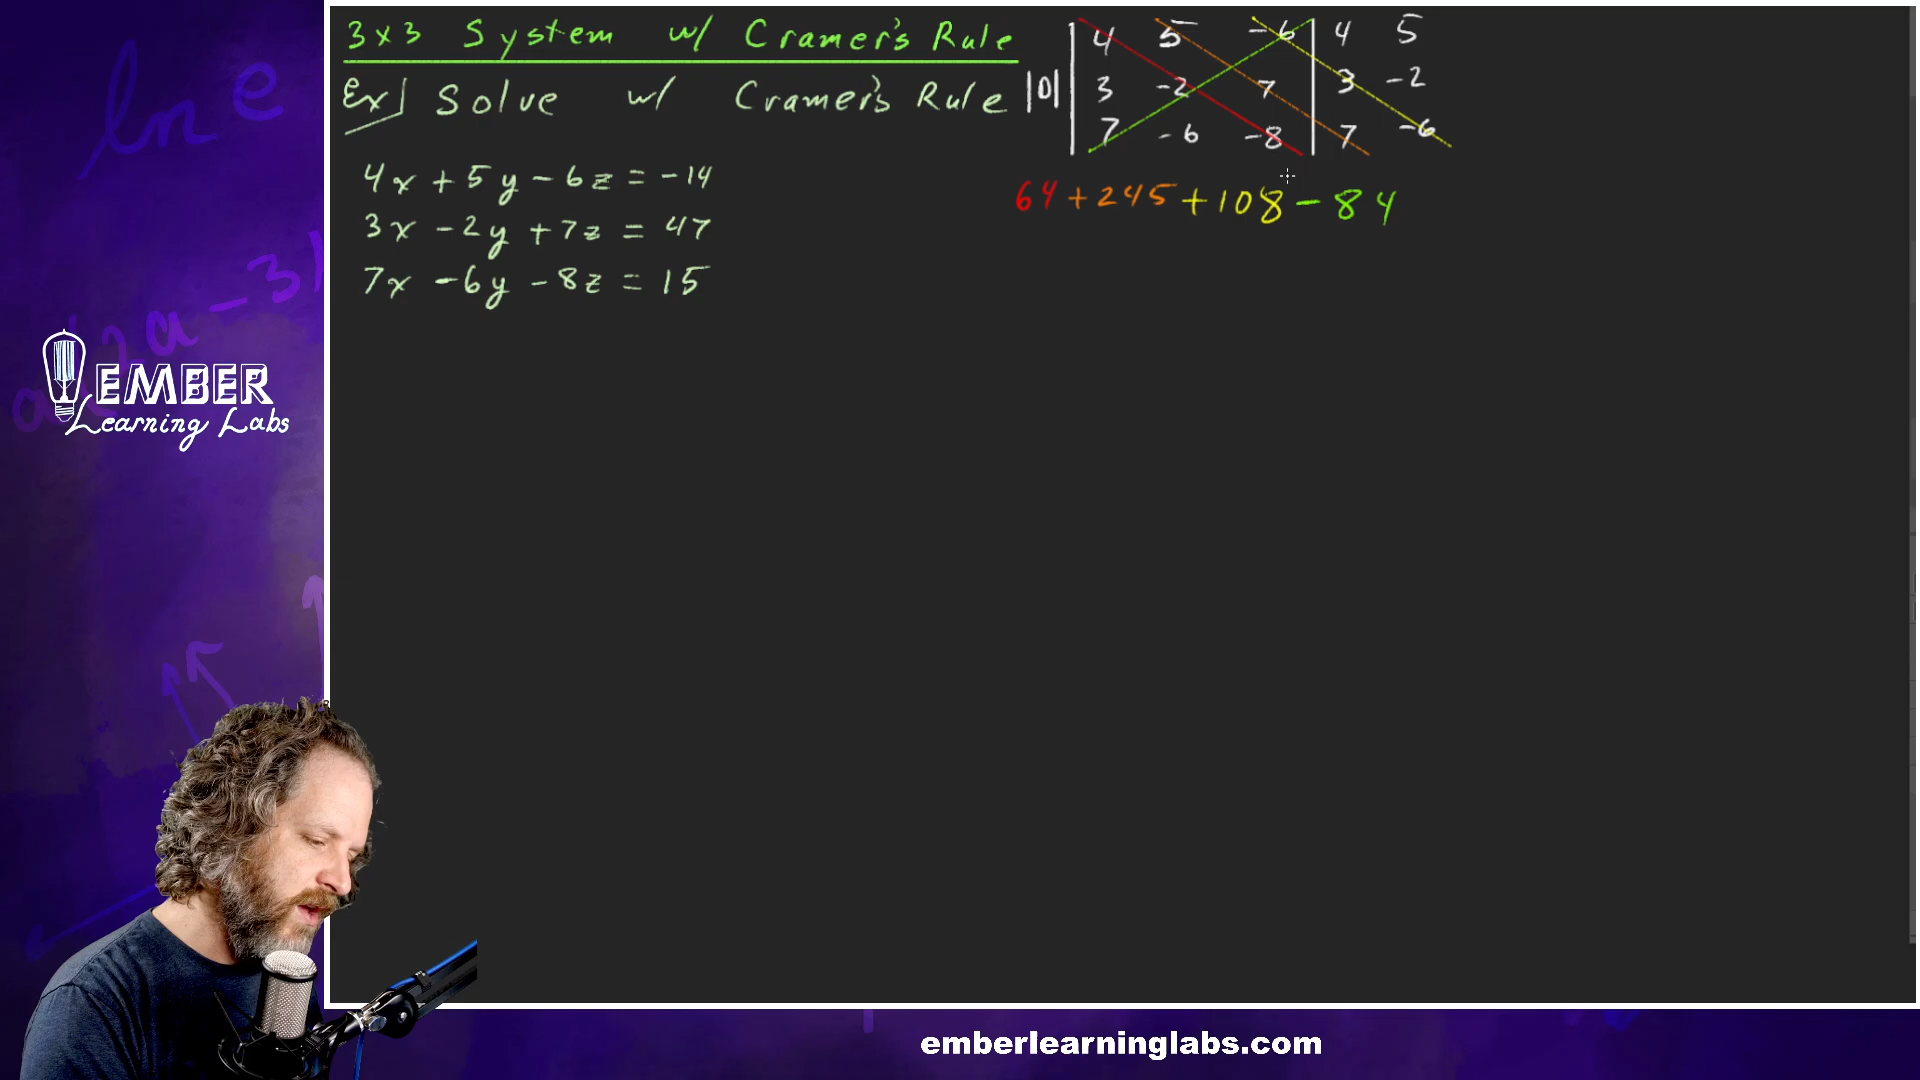 3x3 System w/ Cramer's Rule
Ex] Solve w/ Cramer's Rule
4x + 5y - 6z = -14
3x - 2y + 7z = 47
7x - 6y - 8z = 15
4 5 -6 | 4 5
|D| | 3 -2 7 | 3 -2
7 -6 -8 | 7 -6
64 + 245 + 108 - 84
ln e
EMBER
Learning Labs
emberlearninglabs.com